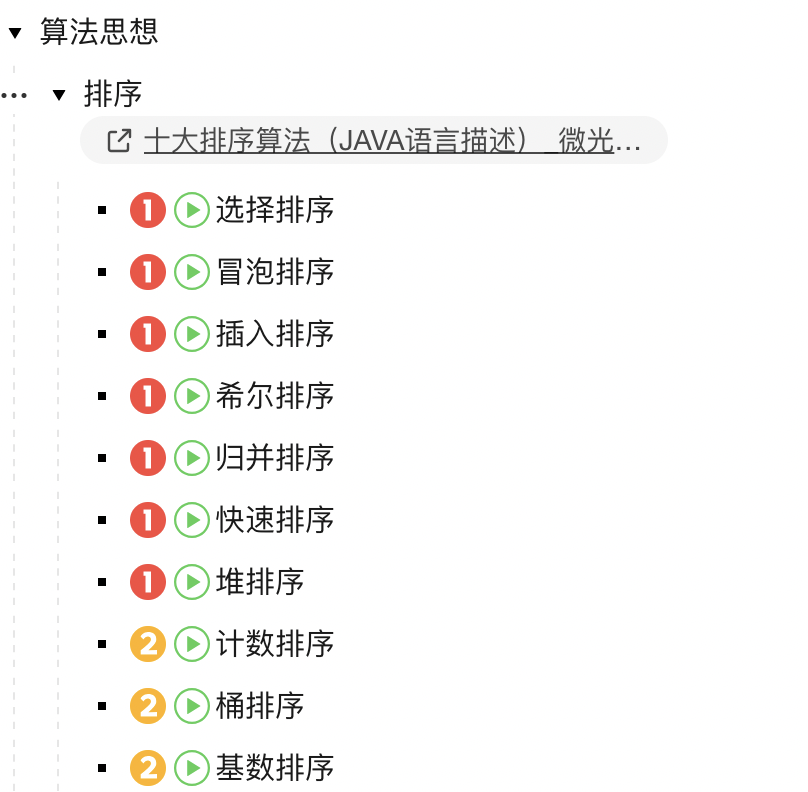 算法思想
排序
十大排序算法（JAVA语言描述）_微光…
1 选择排序
1 冒泡排序
1 插入排序
1 希尔排序
1 归并排序
1 快速排序
1 堆排序
2 计数排序
2 桶排序
2 基数排序